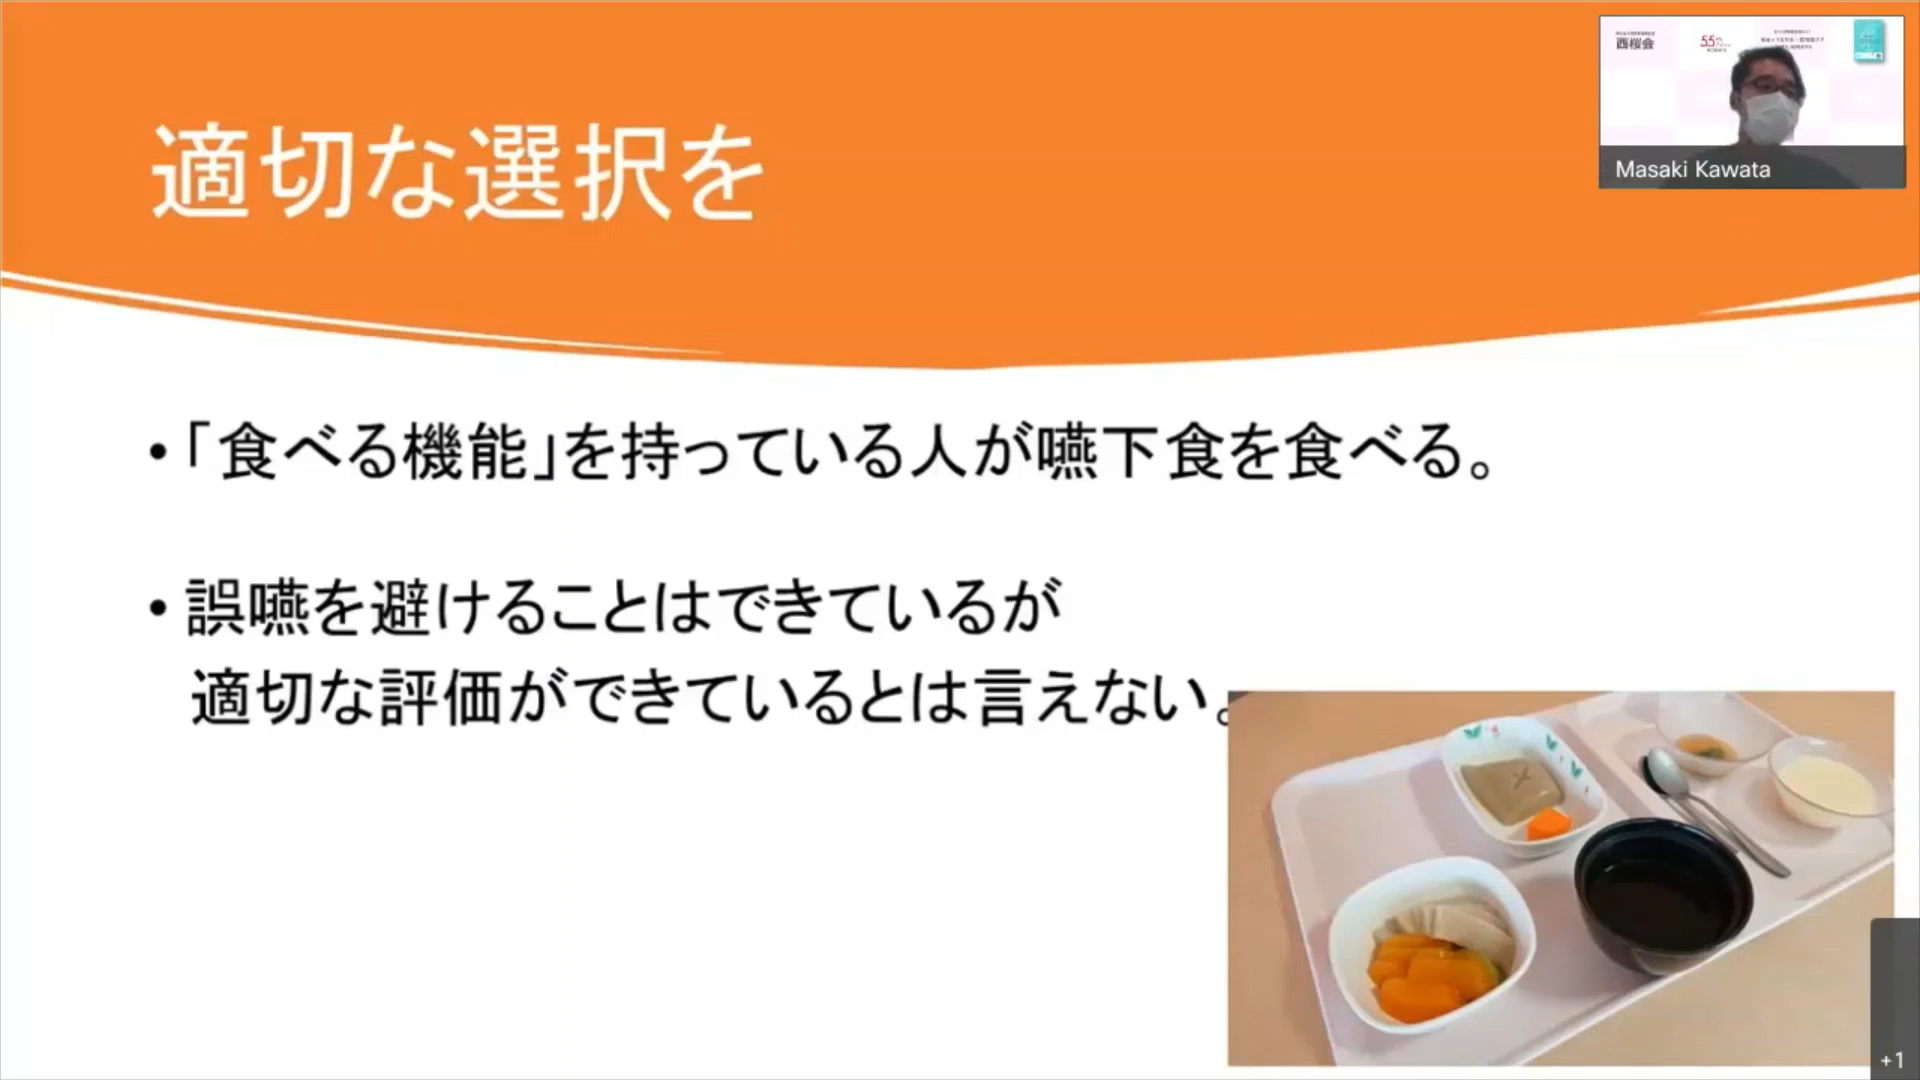 適切な選択を
西桜会
55
Masaki Kawata
•「食べる機能」を持っている人が嚥下食を食べる。
• 誤嚥を避けることはできているが
適切な評価ができているとは言えない。
+1